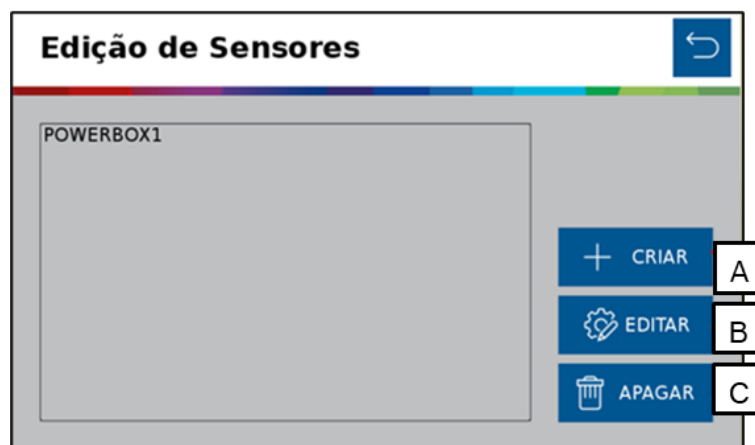 Edição de Sensores
POWERBOX1
CRIAR
A
EDITAR
B
APAGAR
C